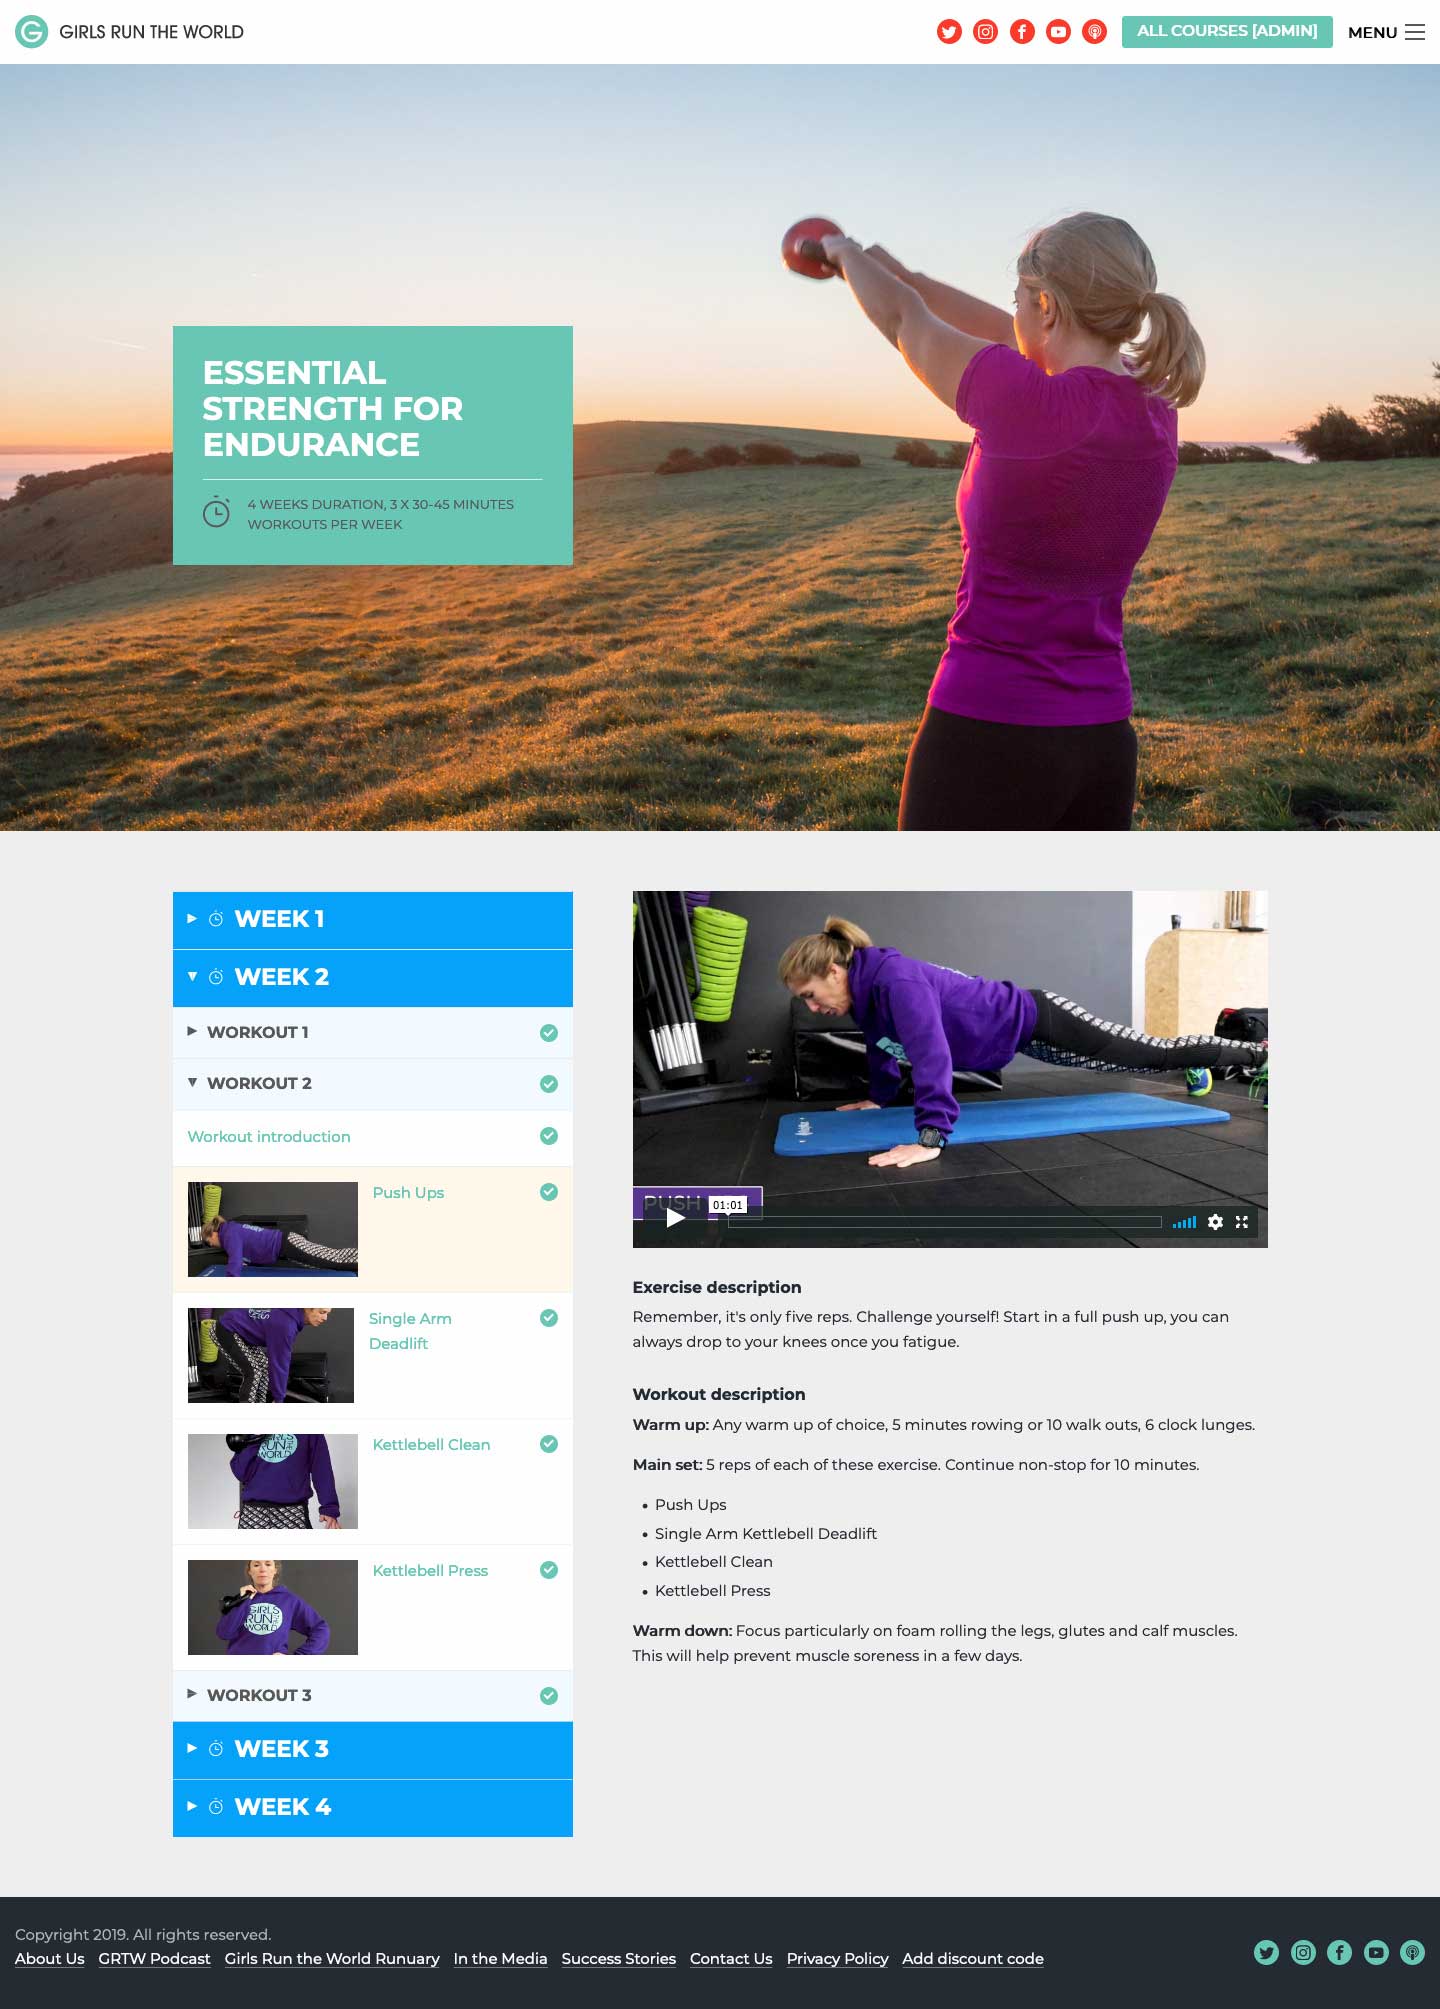 GIRLS RUN THE WORLD
ALL COURSES [ADMIN]
MENU
ESSENTIAL
STRENGTH FOR
ENDURANCE
4 WEEKS DURATION, 3 X 30-45 MINUTES
WORKOUTS PER WEEK
WEEK 1
WEEK 2
WORKOUT 1
WORKOUT 2
Workout introduction
Push Ups
Single Arm
Deadlift
GIRLS
RUN THE
WORLD
Kettlebell Clean
GIRLS
RUN THE
WORLD
Kettlebell Press
WORKOUT 3
WEEK 3
WEEK 4
PUSH
01:01
Exercise description
Remember, it's only five reps. Challenge yourself! Start in a full push up, you can
always drop to your knees once you fatigue.
Workout description
Warm up: Any warm up of choice, 5 minutes rowing or 10 walk outs, 6 clock lunges.
Main set: 5 reps of each of these exercise. Continue non-stop for 10 minutes.
• Push Ups
• Single Arm Kettlebell Deadlift
• Kettlebell Clean
• Kettlebell Press
Warm down: Focus particularly on foam rolling the legs, glutes and calf muscles.
This will help prevent muscle soreness in a few days.
Copyright 2019. All rights reserved.
About Us GRTW Podcast Girls Run the World Runuary In the Media Success Stories Contact Us Privacy Policy Add discount code